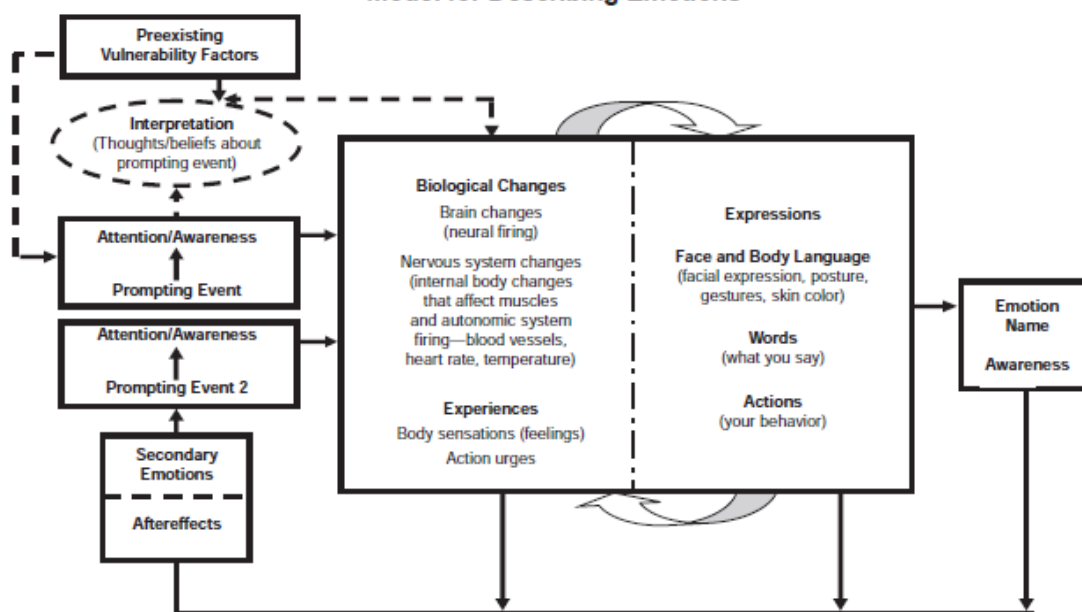 Model for Describing Emotions
Preexisting
Vulnerability Factors
Interpretation
(Thoughts/beliefs about
prompting event)
Attention/Awareness
Prompting Event
Attention/Awareness
Prompting Event 2
Secondary
Emotions
Aftereffects
Biological Changes
Brain changes
(neural firing)
Nervous system changes
(internal body changes
that affect muscles
and autonomic system
firing—blood vessels,
heart rate, temperature)
Experiences
Body sensations (feelings)
Action urges
Expressions
Face and Body Language
(facial expression, posture,
gestures, skin color)
Words
(what you say)
Actions
(your behavior)
Emotion
Name
Awareness